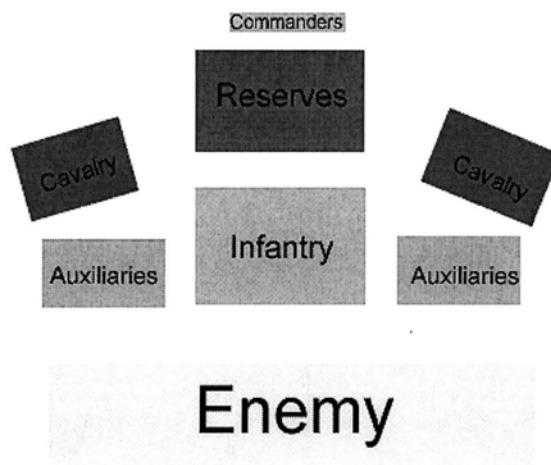 Commanders
Reserves
Cavalry
Cavalry
Infantry
Auxiliaries
Auxiliaries
Enemy